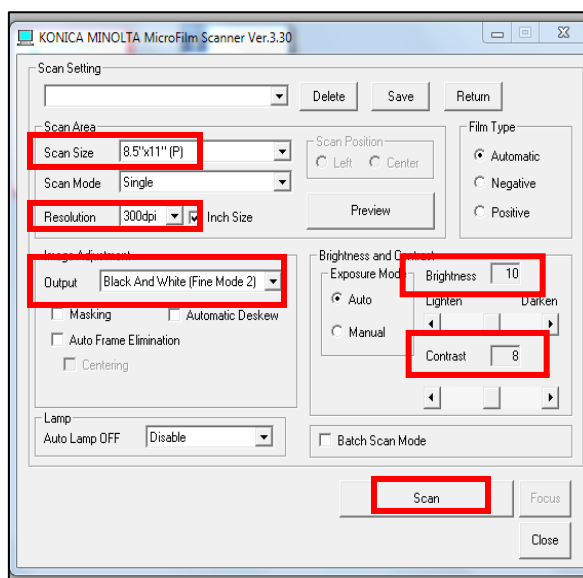 KONICA MINOLTA MicroFilm Scanner Ver.3.30
Scan Setting
Delete Save Return
Scan Area
Scan Size 8.5"x11" (P)
Scan Mode Single
Resolution 300dpi Inch Size
Scan Position
Left Center
Preview
Film Type
Automatic
Negative
Positive
Image Adjustment
Output Black And White (Fine Mode 2)
Masking Automatic Deskew
Auto Frame Elimination
Centering
Brightness and Contrast
Exposure Mode
Auto
Manual
Brightness 10
Lighten Darken
Contrast 8
Lamp
Auto Lamp OFF Disable
Batch Scan Mode
Scan Focus
Close